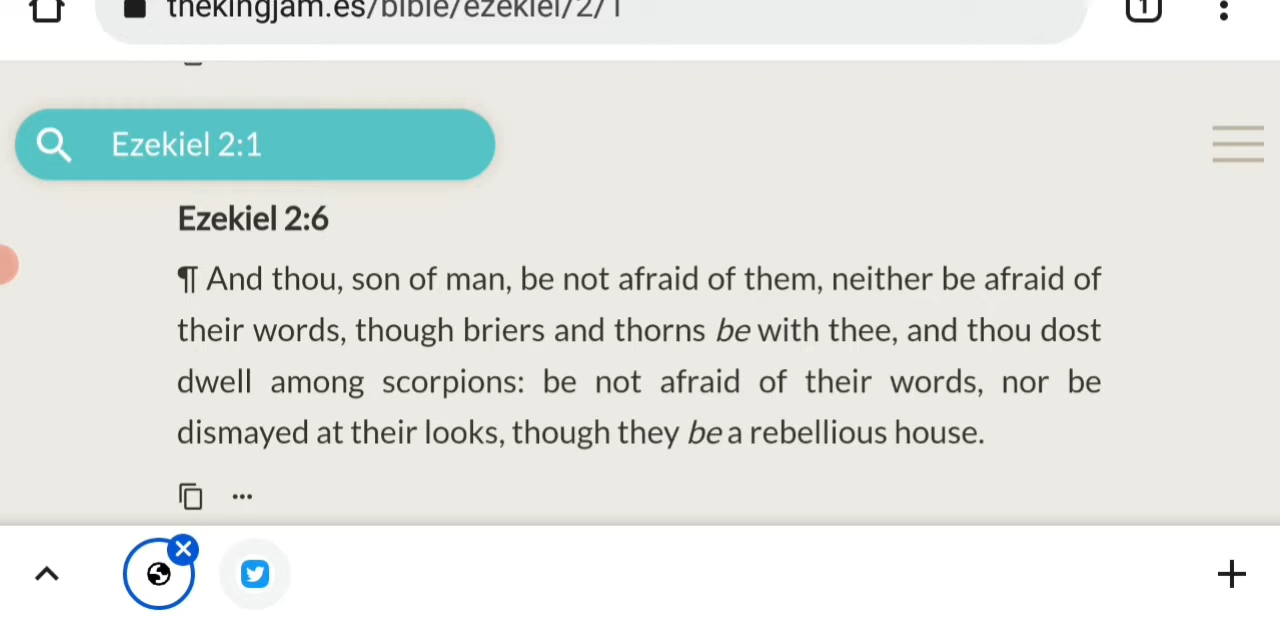 thekingjam.es/bible/ezekiel/2/1
1
Ezekiel 2:1
Ezekiel 2:6
¶ And thou, son of man, be not afraid of them, neither be afraid of
their words, though briers and thorns be with thee, and thou dost
dwell among scorpions: be not afraid of their words, nor be
dismayed at their looks, though they be a rebellious house.